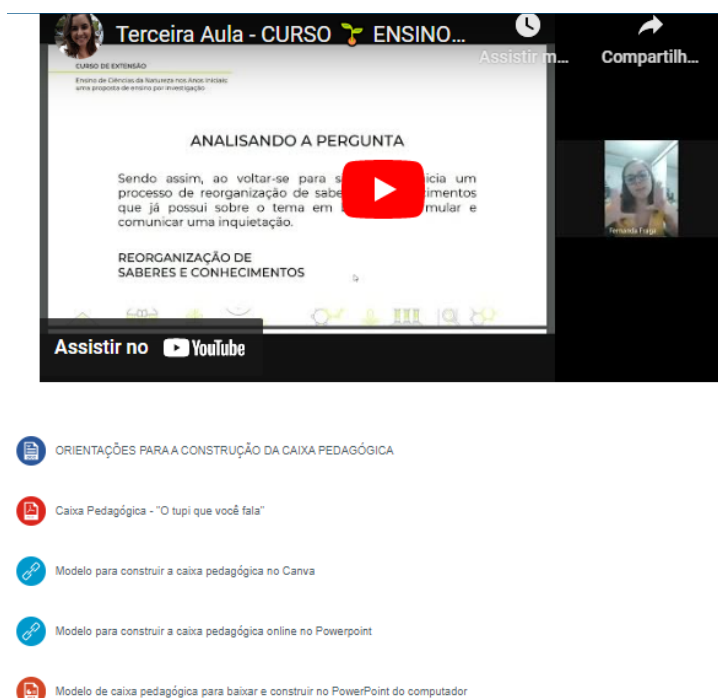 Terceira Aula - CURSO 🌱 ENSINO...
Assistir m...
Compartilh...
CURSO DE EXTENSÃO
Ensino de Ciências da Natureza nos Anos Iniciais:
uma proposta de ensino por investigação
ANALISANDO A PERGUNTA
Sendo assim, ao voltar-se para s icia um
processo de reorganização de sabe cimentos
que já possui sobre o tema em mular e
comunicar uma inquietação.
REORGANIZAÇÃO DE
SABERES E CONHECIMENTOS
Fernanda Fraga
Assistir no YouTube
ORIENTAÇÕES PARA A CONSTRUÇÃO DA CAIXA PEDAGÓGICA
Caixa Pedagógica - "O tupi que você fala"
Modelo para construir a caixa pedagógica no Canva
Modelo para construir a caixa pedagógica online no Powerpoint
Modelo de caixa pedagógica para baixar e construir no PowerPoint do computador